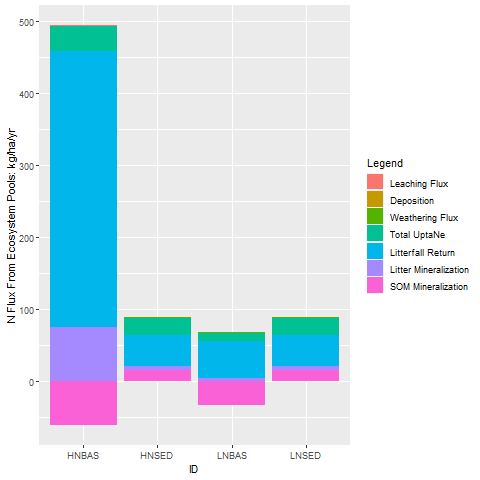 N Flux From Ecosystem Pools: kg/ha/yr
500
400
300
200
100
0
HNBAS
HNSED
LNBAS
LNSED
ID
Legend
Leaching Flux
Deposition
Weathering Flux
Total UptaNe
Litterfall Return
Litter Mineralization
SOM Mineralization